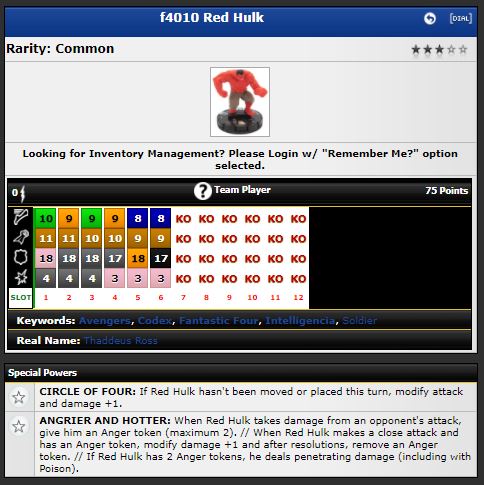 f4010 Red Hulk
[DIAL]
Rarity: Common
Looking for Inventory Management? Please Login w/ "Remember Me?" option
selected.
0 ? Team Player 75 Points
10 9 9 9 8 8 KO KO KO KO KO KO
11 11 10 10 9 9 KO KO KO KO KO KO
18 18 18 17 18 17 KO KO KO KO KO KO
4 4 4 3 3 3 KO KO KO KO KO KO
SLOT 1 2 3 4 5 6 7 8 9 10 11 12
Keywords: Avengers, Codex, Fantastic Four, Intelligencia, Soldier
Real Name: Thaddeus Ross
Special Powers
CIRCLE OF FOUR: If Red Hulk hasn't been moved or placed this turn, modify attack
and damage +1.
ANGRIER AND HOTTER: When Red Hulk takes damage from an opponent's attack,
give him an Anger token (maximum 2). // When Red Hulk makes a close attack and
has an Anger token, modify damage +1 and after resolutions, remove an Anger
token. // If Red Hulk has 2 Anger tokens, he deals penetrating damage (including with
Poison).